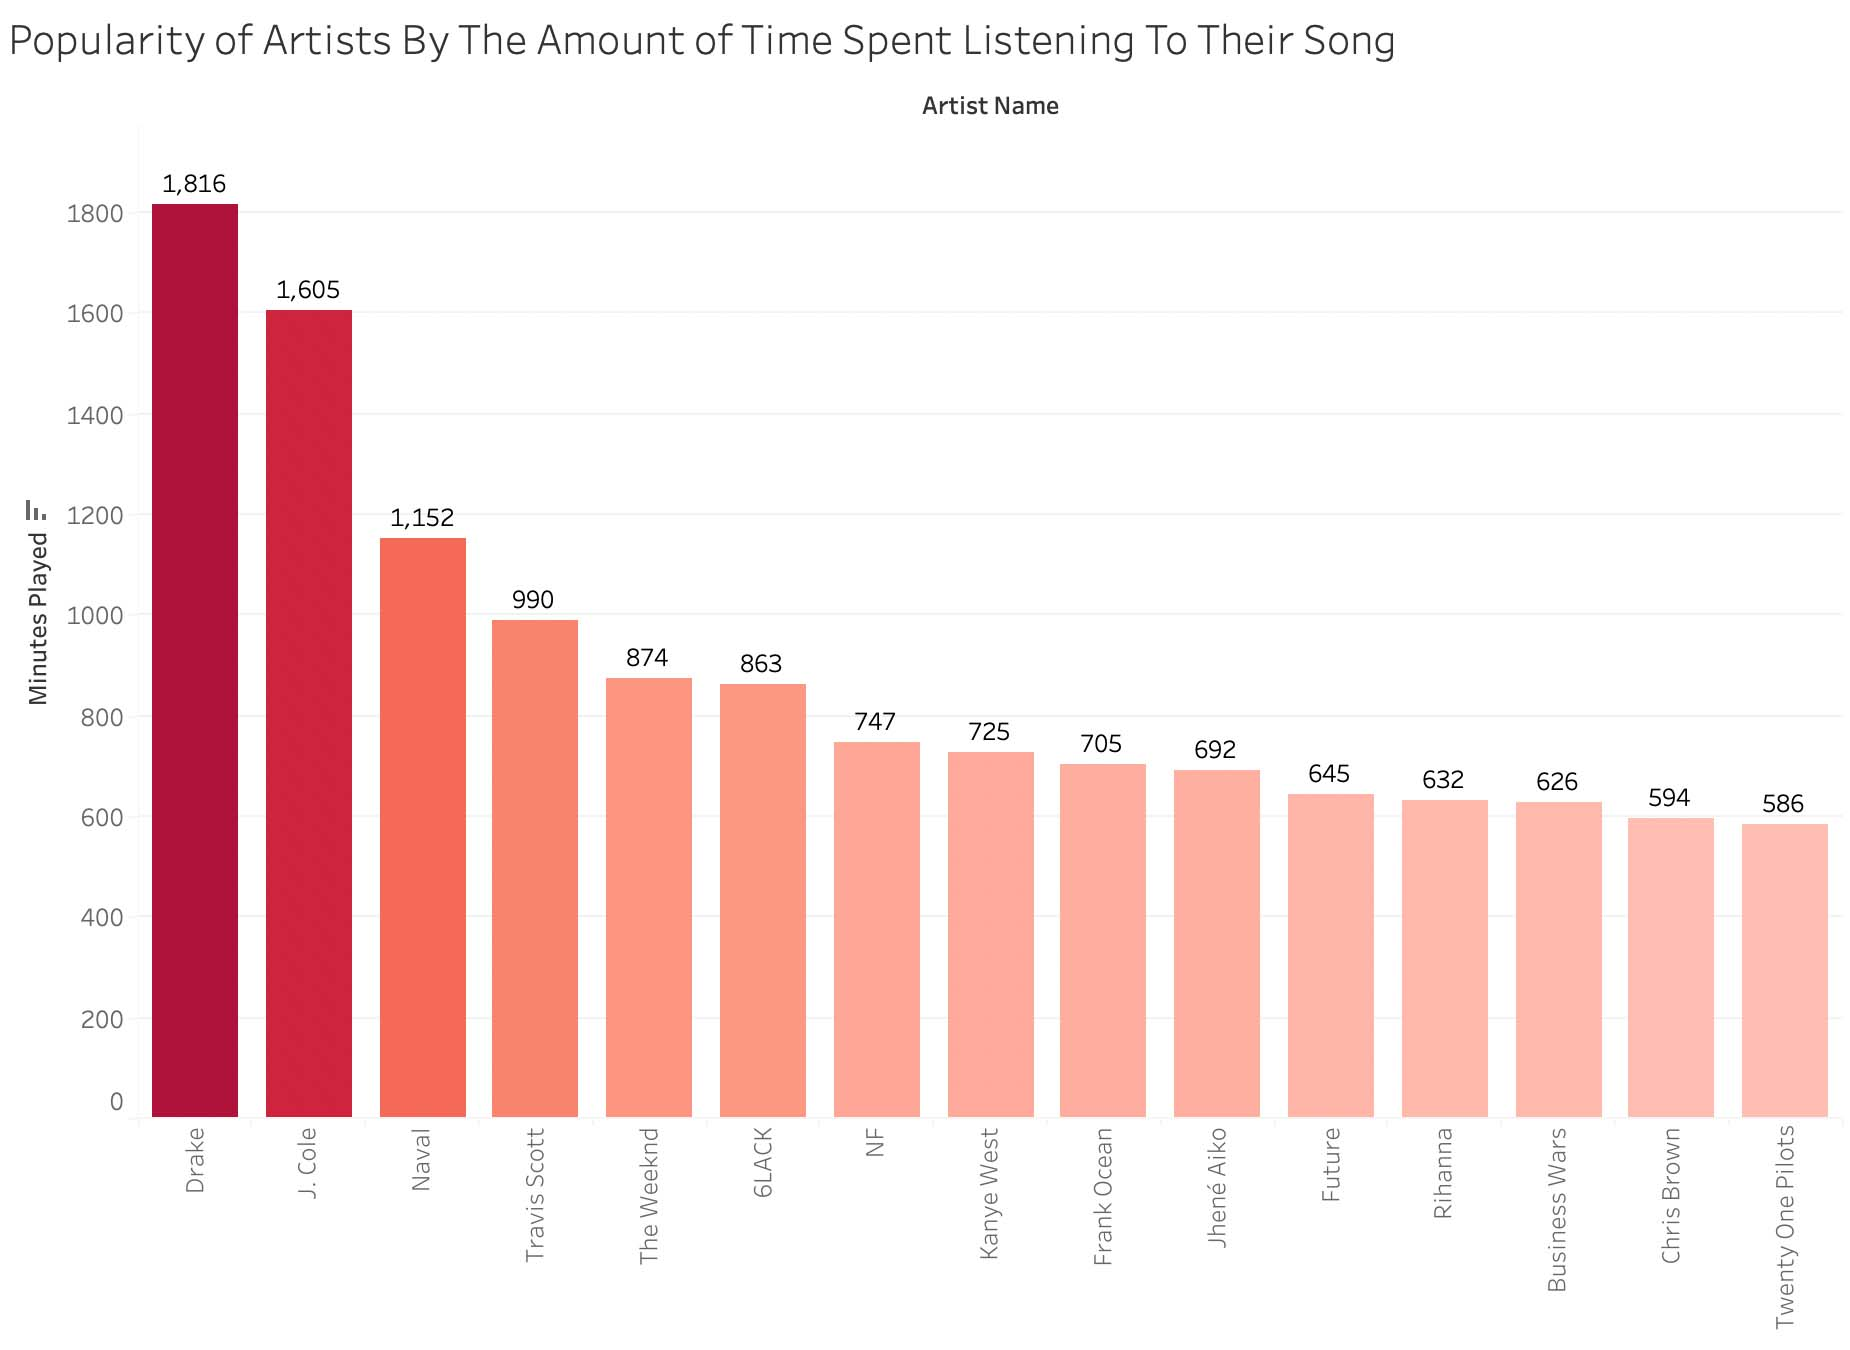 Popularity of Artists By The Amount of Time Spent Listening To Their Song
Artist Name
Minutes Played
1800
1600
1400
1200
1000
800
600
400
200
0
1,816
1,605
1,152
990
874
863
747
725
705
692
645
632
626
594
586
Drake
J. Cole
Naval
Travis Scott
The Weeknd
6LACK
NF
Kanye West
Frank Ocean
Jhené Aiko
Future
Rihanna
Business Wars
Chris Brown
Twenty One Pilots